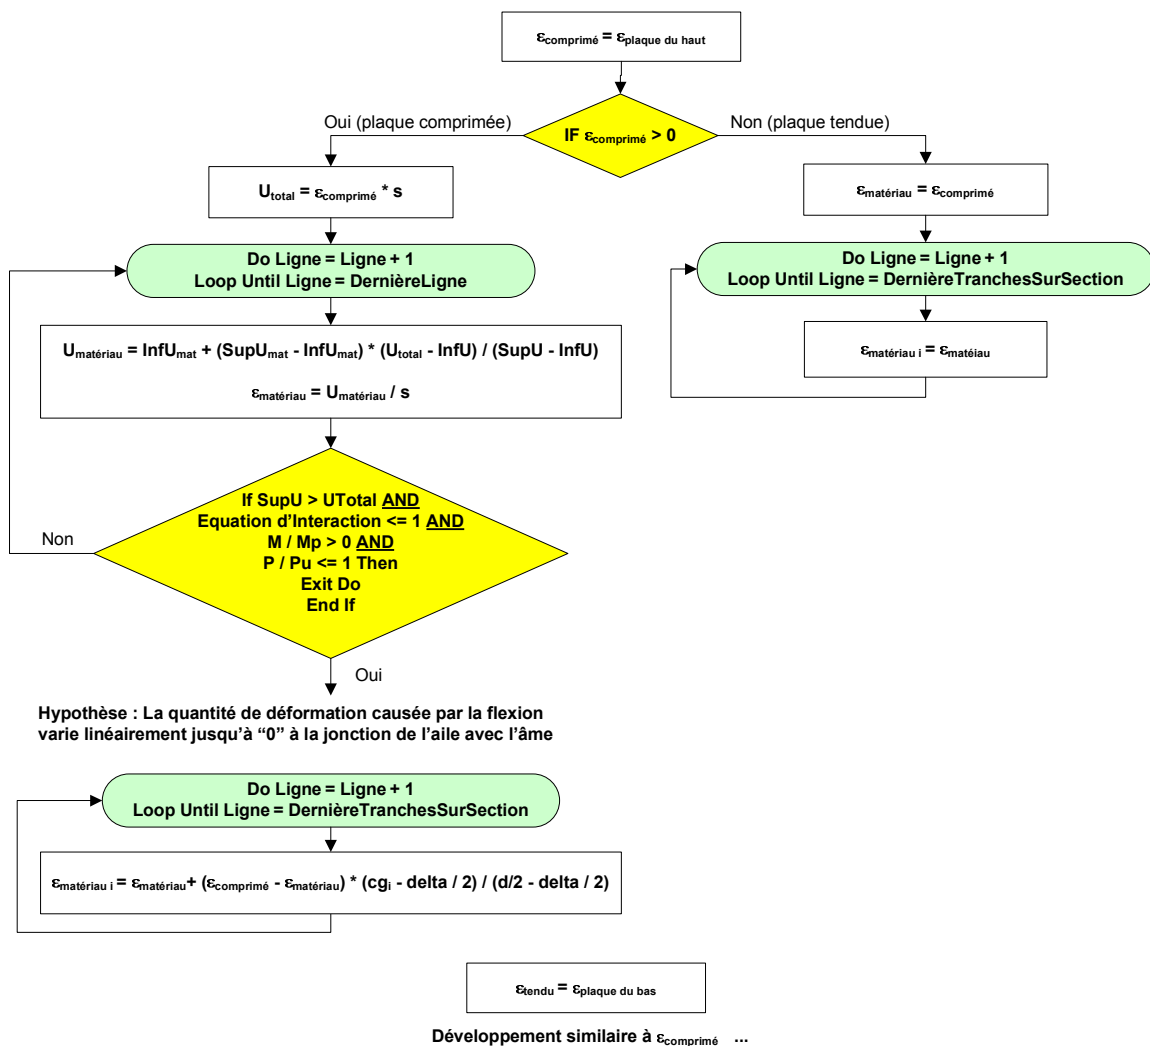 εcomprimé = εplaque du haut
Oui (plaque comprimée)
IF εcomprimé > 0
Non (plaque tendue)
Utotal = εcomprimé * s
εmatériau = εcomprimé
Do Ligne = Ligne + 1
Loop Until Ligne = DernièreLigne
Do Ligne = Ligne + 1
Loop Until Ligne = DernièreTranchesSurSection
Umatériau = InfUmat + (SupUmat - InfUmat) * (Utotal - InfU) / (SupU - InfU)
εmatériau = Umatériau / s
εmatériau i = εmatéiau
If SupU > UTotal AND
Equation d'Interaction <= 1 AND
M / Mp > 0 AND
P / Pu <= 1 Then
Exit Do
End If
Non
Oui
Hypothèse : La quantité de déformation causée par la flexion
varie linéairement jusqu'à “0” à la jonction de l'aile avec l'âme
Do Ligne = Ligne + 1
Loop Until Ligne = DernièreTranchesSurSection
εmatériau i = εmatériau+ (εcomprimé - εmatériau) * (cgi - delta / 2) / (d/2 - delta / 2)
εtendu = εplaque du bas
Développement similaire à εcomprimé ...